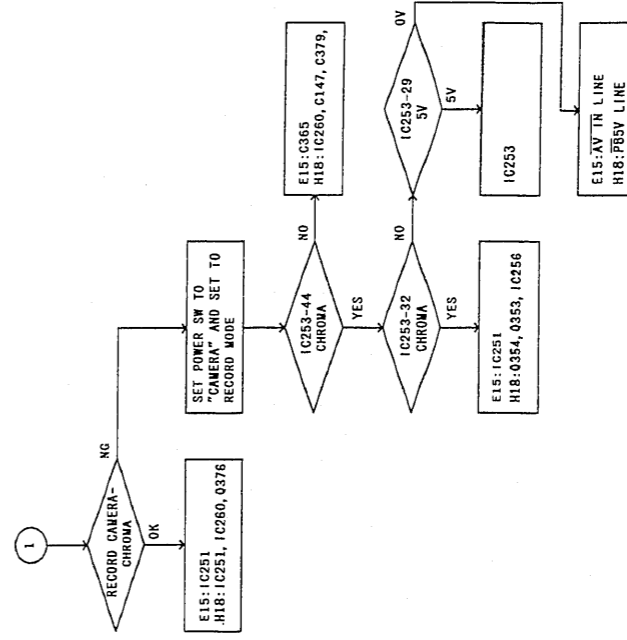 1
RECORD CAMERA-
CHROMA
NG
OK
E15:IC251
.H18:IC251, IC260, Q376
SET POWER SW TO
"CAMERA" AND SET TO
RECORD MODE
IC253-44
CHROMA
NO
YES
E15:C365
H18:IC260, C147, C379,
IC253-32
CHROMA
NO
YES
E15:IC251
H18:Q354, Q353, IC256
IC253-29
5V
0V
5V
IC253
E15:A̅V̅ IN LINE
H18:P̅B̅5V LINE